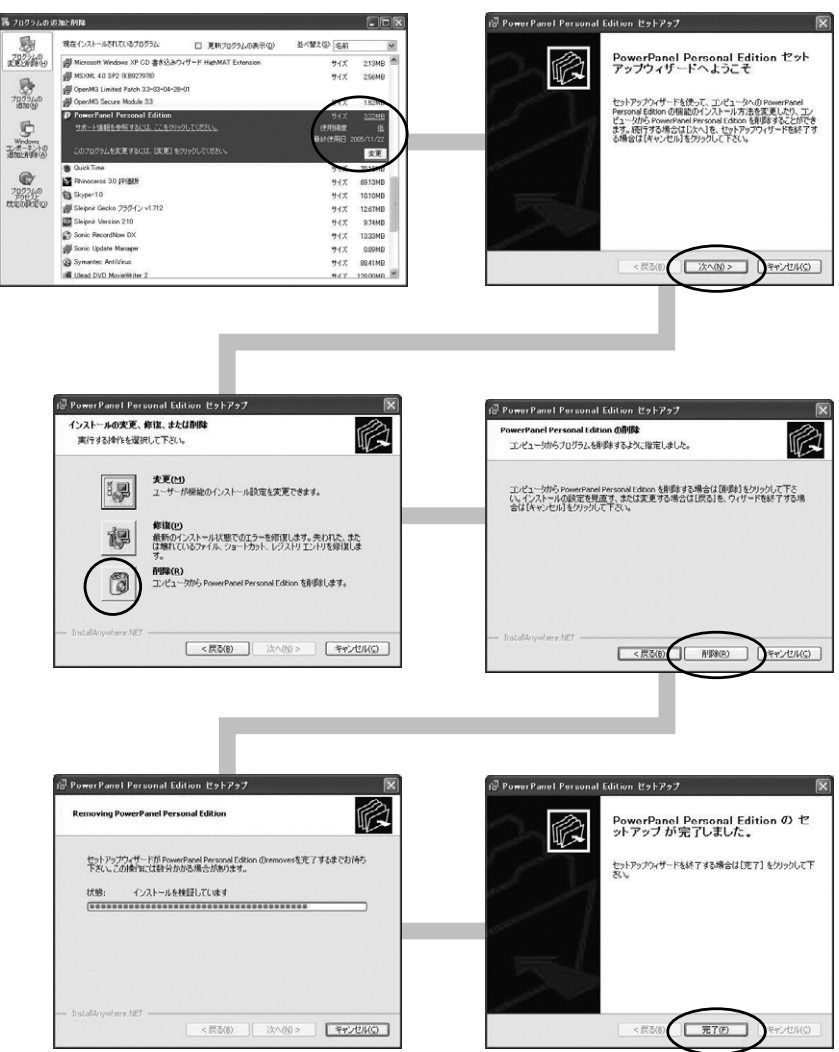 プログラムの追加と削除
プログラムの
変更と削除(H)
プログラムの
追加(N)
Windows
コンポーネントの
追加と削除(A)
プログラムの
アクセスと
既定の設定(O)
現在インストールされているプログラム:
更新プログラムの表示(D)
並べ替え(S)
名前
Microsoft Windows XP CD 書き込みウィザード HighMAT Extension サイズ 2.13MB
MSXML 4.0 SP2 (KB927978) サイズ 2.56MB
OpenMG Limited Patch 3.3-03-04-28-01
OpenMG Secure Module 3.3 サイズ 1.52MB
PowerPanel Personal Edition サイズ 3.22MB
サポート情報を参照するには、ここをクリックしてください。 使用頻度 低
最終使用日 2005/11/22
このプログラムを変更するには、[変更] をクリックしてください。 変更
QuickTime サイズ
Rhinoceros 3.0 評価版 サイズ 69.13MB
Skype 1.0 サイズ 10.10MB
Sleipnir Gecko プラグイン v1.712 サイズ 12.67MB
Sleipnir Version 2.10 サイズ 9.74MB
Sonic RecordNow DX サイズ 13.33MB
Sonic Update Manager サイズ 0.89MB
Symantec AntiVirus サイズ 88.41MB
Ulead DVD MovieWriter 2 サイズ 128.00MB
PowerPanel Personal Edition セットアップ
PowerPanel Personal Edition セット
アップウィザードへようこそ
セットアップウィザードを使って、コンピュータへの PowerPanel
Personal Edition の機能のインストール方法を変更したり、コン
ピュータから PowerPanel Personal Edition を削除することができ
ます。続行する場合は[次へ]を、セットアップウィザードを終了す
る場合は[キャンセル]をクリックして下さい。
< 戻る(B) 次へ(N) > キャンセル(C)
PowerPanel Personal Edition セットアップ
インストールの変更、修復、または削除
実行する操作を選択して下さい。
変更(M)
ユーザーが機能のインストール設定を変更できます。
修復(P)
最新のインストール状態でのエラーを修復します。失われた、また
は壊れているファイル、ショートカット、レジストリ エントリを修復しま
す。
削除(R)
コンピュータから PowerPanel Personal Edition を削除します。
InstallAnywhere.NET
< 戻る(B) 次へ(N) > キャンセル(C)
PowerPanel Personal Edition セットアップ
PowerPanel Personal Edition の削除
コンピュータからプログラムを削除するように指定しました。
コンピュータから PowerPanel Personal Edition を削除する場合は[削除]をクリックして下さ
い。インストールの設定を見直す、または変更する場合は[戻る]を、ウィザードを終了する場
合は[キャンセル]をクリックして下さい。
InstallAnywhere.NET
< 戻る(B) 削除(R) キャンセル(C)
PowerPanel Personal Edition セットアップ
Removing PowerPanel Personal Edition
セットアップウィザードが PowerPanel Personal Edition のremovesを完了するまでお待ち
下さい。この操作には数分かかる場合があります。
状態: インストールを検証しています
InstallAnywhere.NET
< 戻る(B) 次へ(N) > キャンセル(C)
PowerPanel Personal Edition セットアップ
PowerPanel Personal Edition の セ
ットアップ が完了しました。
セットアップウィザードを終了する場合は[完了] をクリックして下
さい。
< 戻る(B) 完了(F) キャンセル(C)